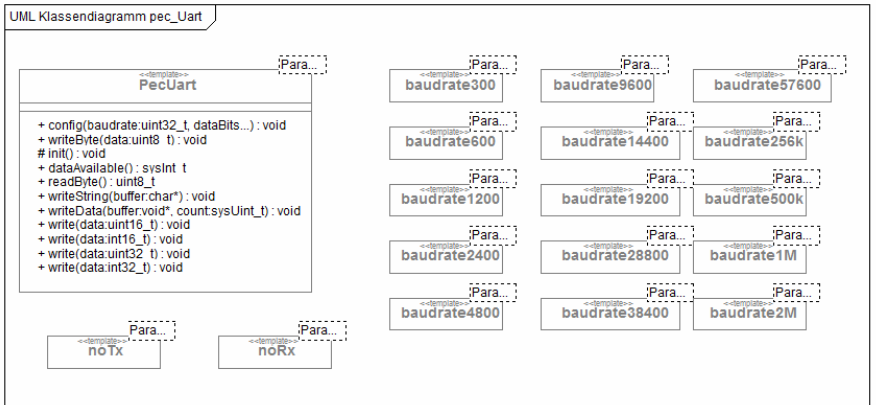 UML Klassendiagramm pec_Uart
Para...
<<template>>
PecUart
+ config(baudrate:uint32_t, dataBits...) : void
+ writeByte(data:uint8_t) : void
# init() : void
+ dataAvailable() : sysInt_t
+ readByte() : uint8_t
+ writeString(buffer:char*) : void
+ writeData(buffer:void*, count:sysUint_t) : void
+ write(data:uint16_t) : void
+ write(data:int16_t) : void
+ write(data:uint32_t) : void
+ write(data:int32_t) : void
Para...
<<template>>
noTx
Para...
<<template>>
noRx
Para...
<<template>>
baudrate300
Para...
<<template>>
baudrate600
Para...
<<template>>
baudrate1200
Para...
<<template>>
baudrate2400
Para...
<<template>>
baudrate4800
Para...
<<template>>
baudrate9600
Para...
<<template>>
baudrate14400
Para...
<<template>>
baudrate19200
Para...
<<template>>
baudrate28800
Para...
<<template>>
baudrate38400
Para...
<<template>>
baudrate57600
Para...
<<template>>
baudrate256k
Para...
<<template>>
baudrate500k
Para...
<<template>>
baudrate1M
Para...
<<template>>
baudrate2M